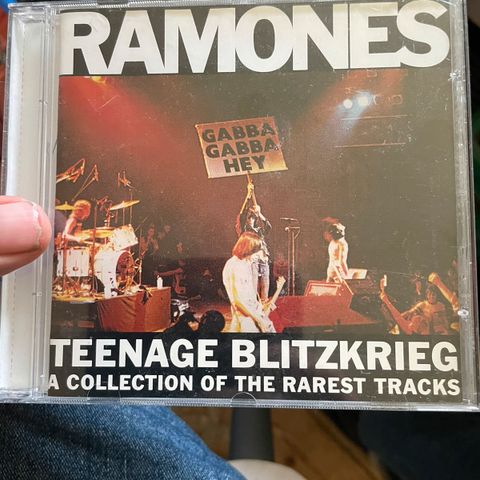 RAMONES
GABBA
GABBA
HEY
TEENAGE BLITZKRIEG
A COLLECTION OF THE RAREST TRACKS